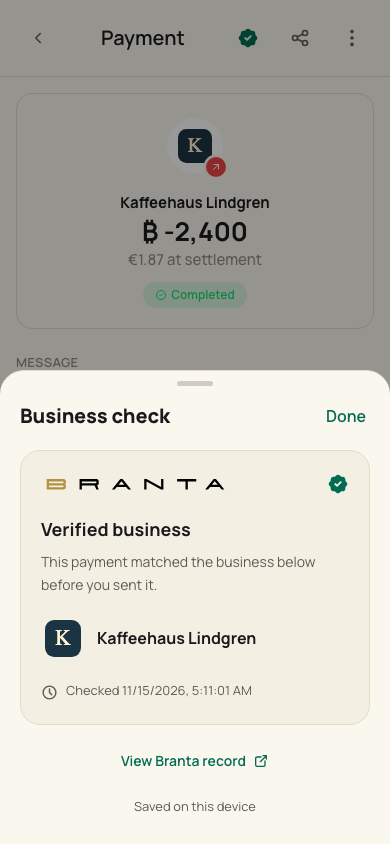 Payment
K
Kaffeehaus Lindgren
₿ -2,400
€1.87 at settlement
Completed
MESSAGE
Business check
Done
BRANTA
Verified business
This payment matched the business below
before you sent it.
K
Kaffeehaus Lindgren
Checked 11/15/2026, 5:11:01 AM
View Branta record
Saved on this device